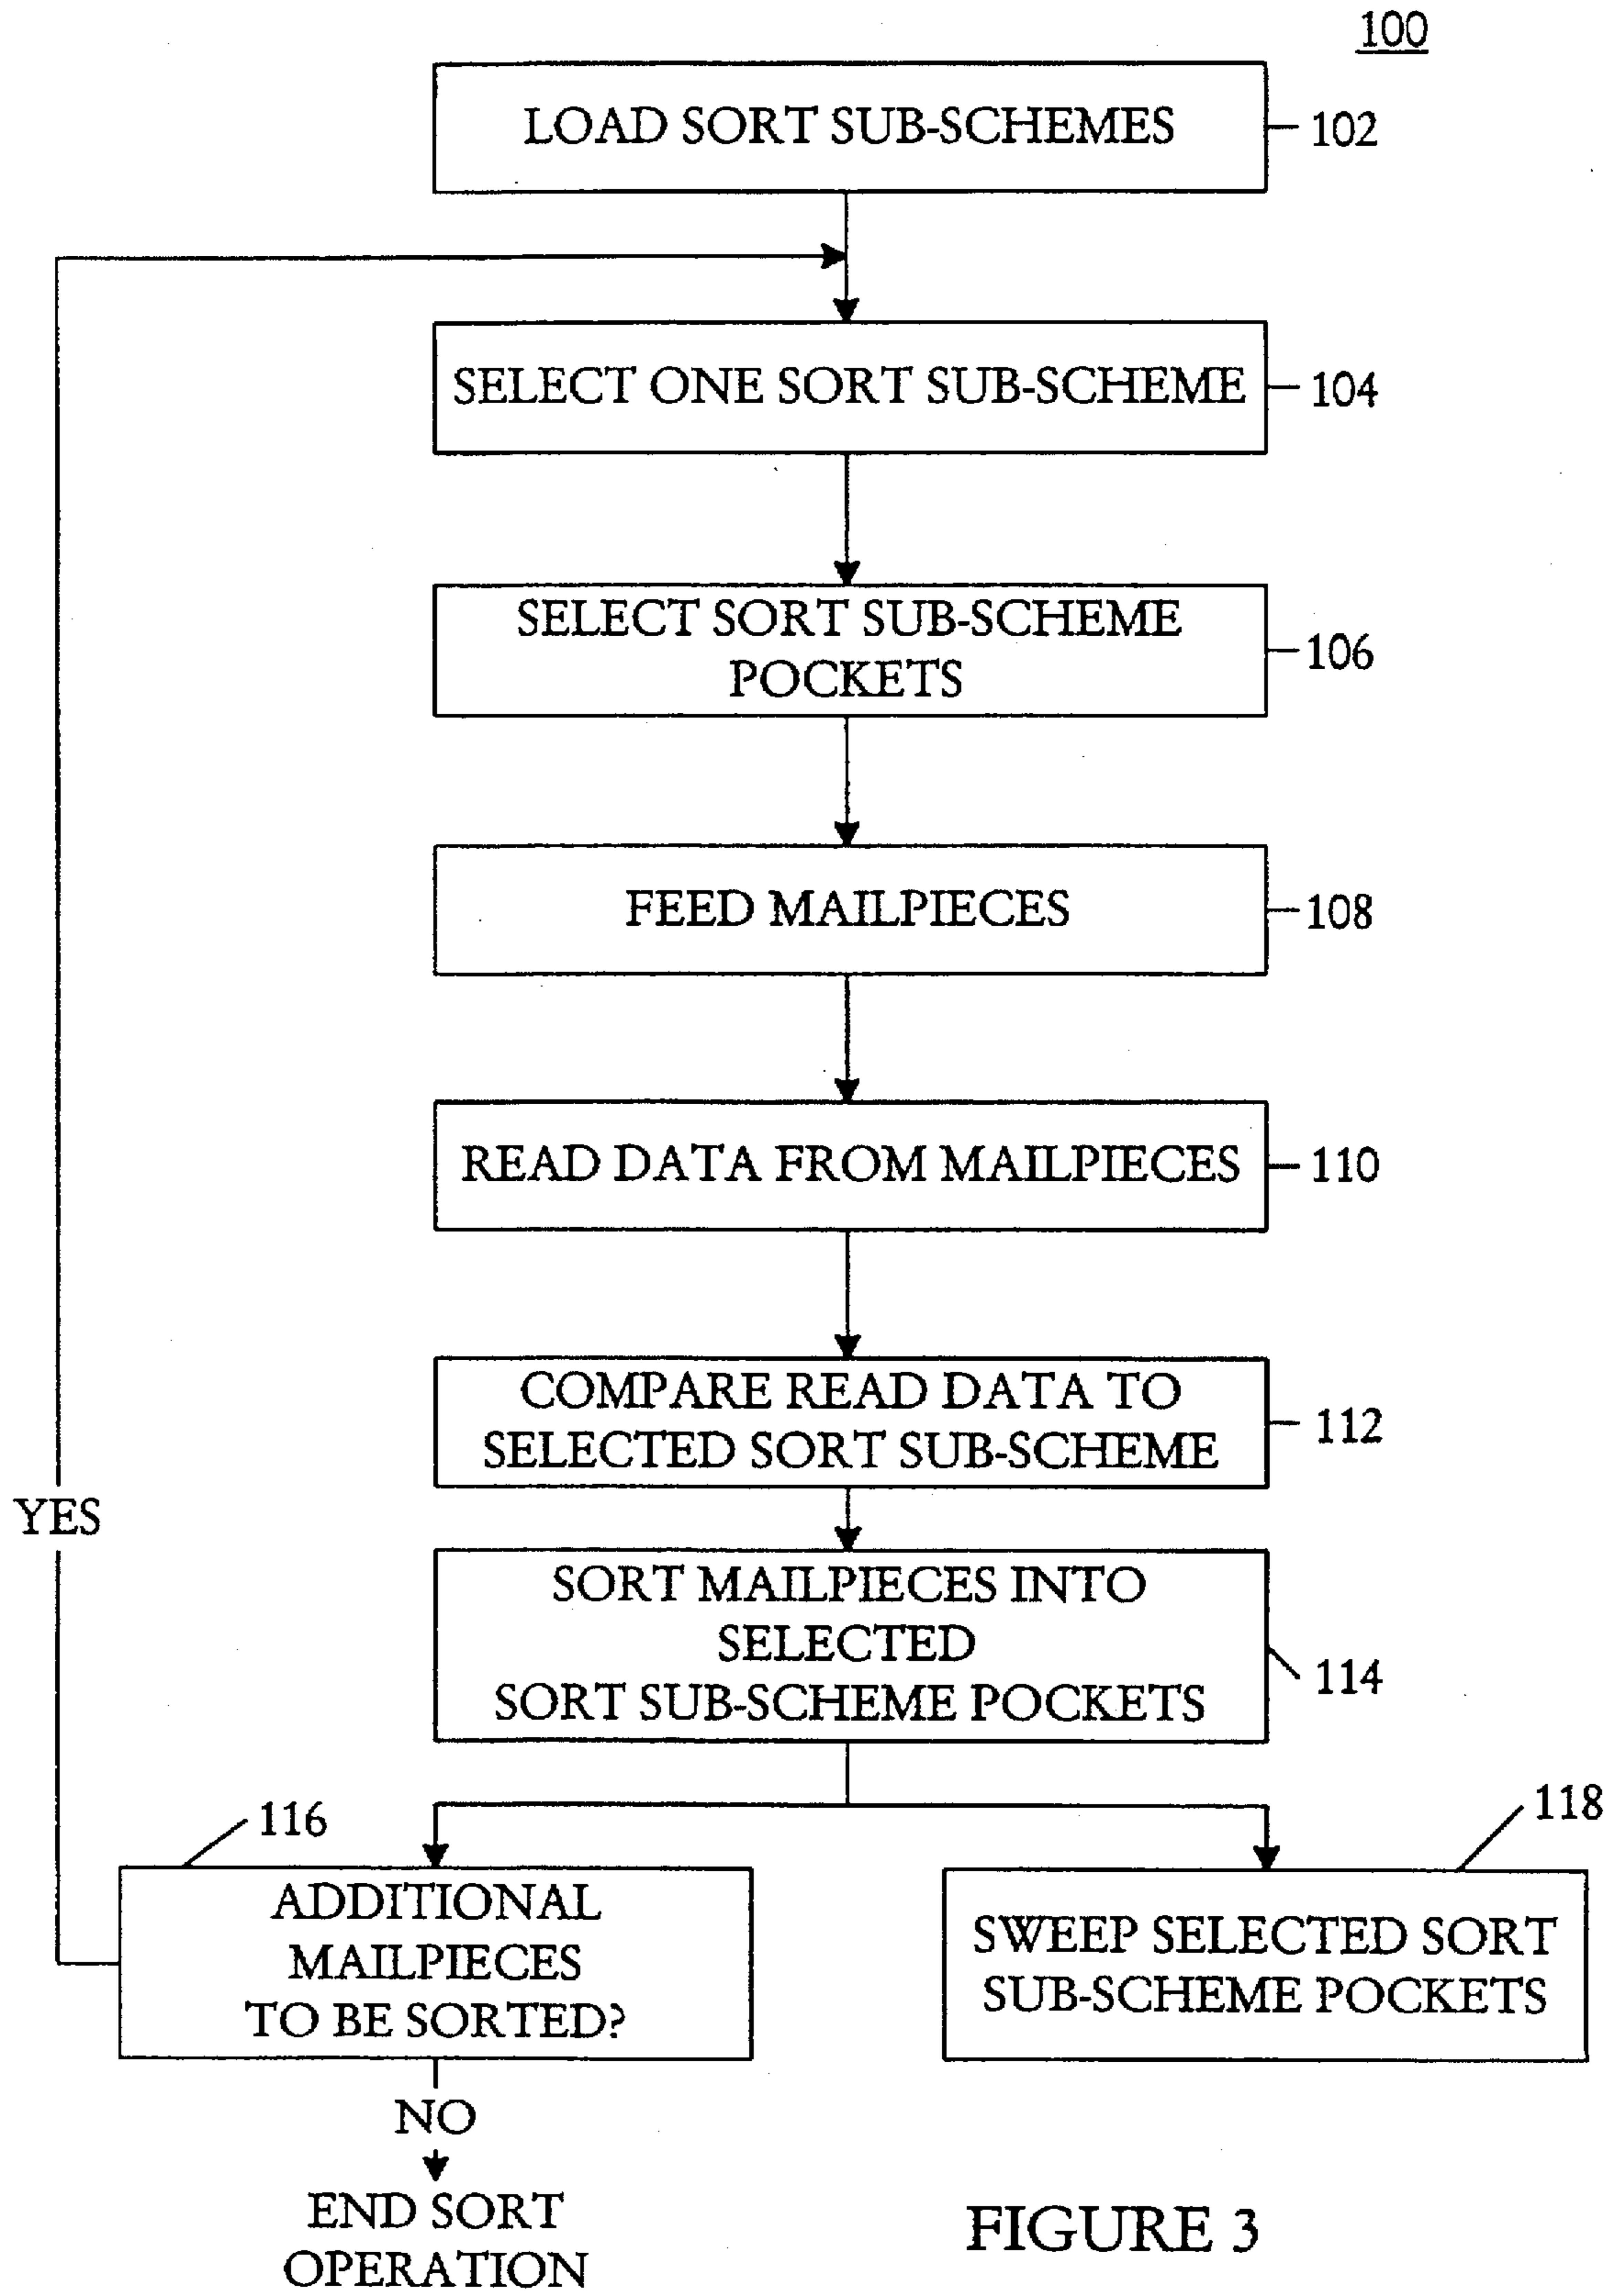 100
LOAD SORT SUB-SCHEMES
102
SELECT ONE SORT SUB-SCHEME
104
SELECT SORT SUB-SCHEME
POCKETS
106
FEED MAILPIECES
108
READ DATA FROM MAILPIECES
110
COMPARE READ DATA TO
SELECTED SORT SUB-SCHEME
112
YES
SORT MAILPIECES INTO
SELECTED
SORT SUB-SCHEME POCKETS
114
116
ADDITIONAL
MAILPIECES
TO BE SORTED?
118
SWEEP SELECTED SORT
SUB-SCHEME POCKETS
NO
END SORT
OPERATION
FIGURE 3